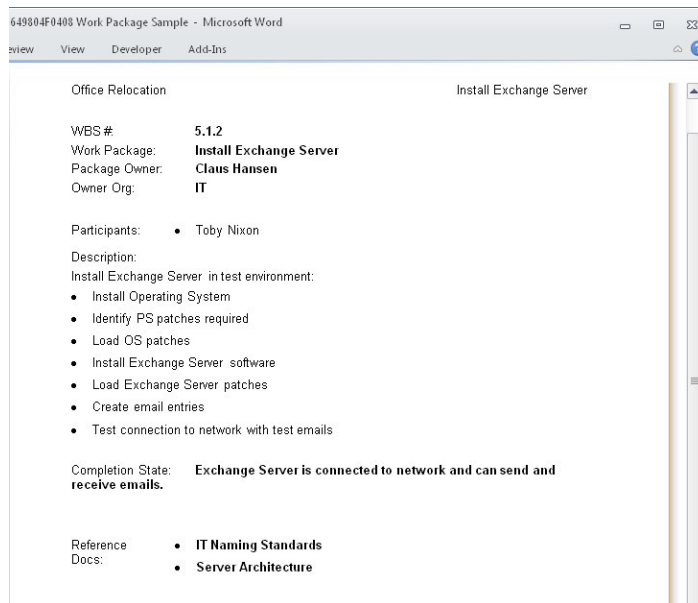 649804F0408 Work Package Sample - Microsoft Word
eview View Developer Add-Ins
Office Relocation Install Exchange Server
WBS #: 5.1.2
Work Package: Install Exchange Server
Package Owner: Claus Hansen
Owner Org: IT
Participants: • Toby Nixon
Description:
Install Exchange Server in test environment:
• Install Operating System
• Identify PS patches required
• Load OS patches
• Install Exchange Server software
• Load Exchange Server patches
• Create email entries
• Test connection to network with test emails
Completion State: Exchange Server is connected to network and can send and
receive emails.
Reference • IT Naming Standards
Docs:
• Server Architecture